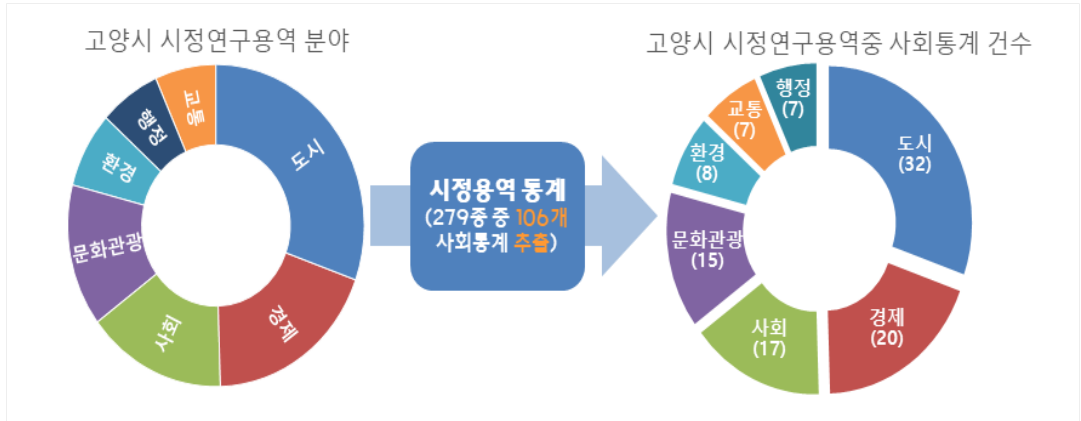 고양시 시정연구용역 분야
도시
경제
사회
문화관광
환경
행정
교통
시정용역 통계
(279종 중 106개
사회통계 추출)
고양시 시정연구용역중 사회통계 건수
도시
(32)
경제
(20)
사회
(17)
문화관광
(15)
환경
(8)
교통
(7)
행정
(7)